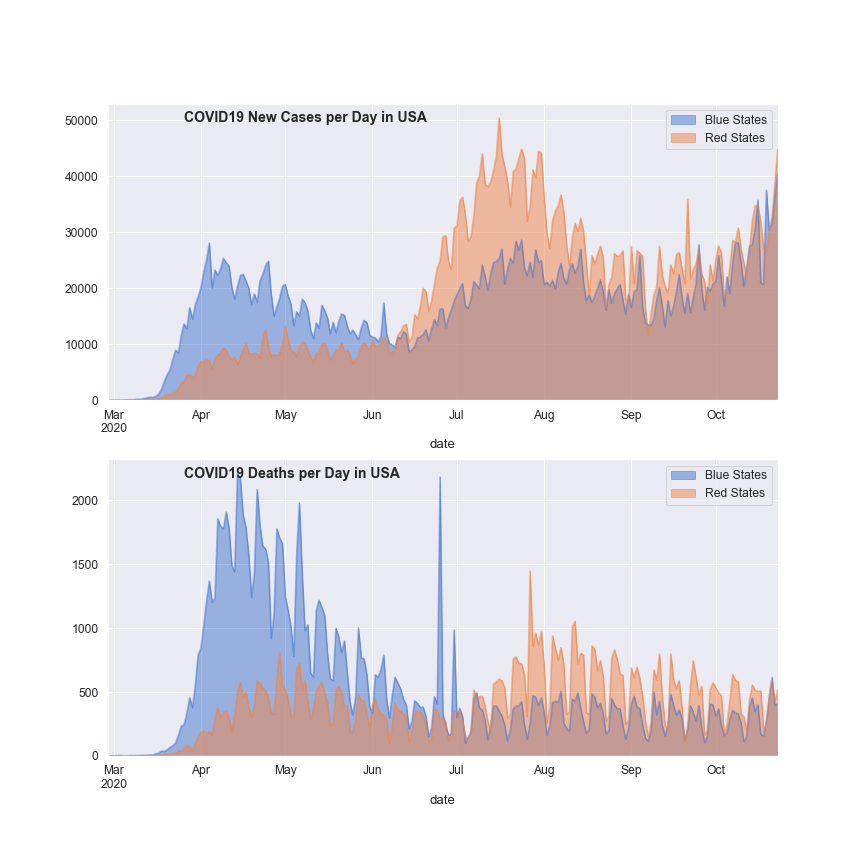 COVID19 New Cases per Day in USA
Blue States
Red States
50000
40000
30000
20000
10000
0
Mar Apr May Jun Jul Aug Sep Oct
2020
date
COVID19 Deaths per Day in USA
Blue States
Red States
2000
1500
1000
500
0
Mar Apr May Jun Jul Aug Sep Oct
2020
date